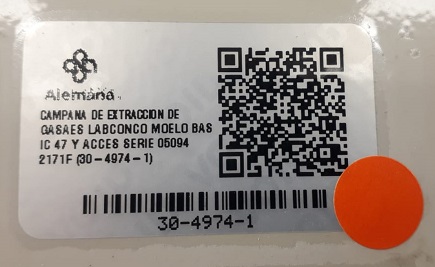 Alemana
CAMPANA DE EXTRACCION DE
GASAES LABCONCO MOELO BAS
IC 47 Y ACCES SERIE 05094
2171F (30-4974-1)
30-4974-1